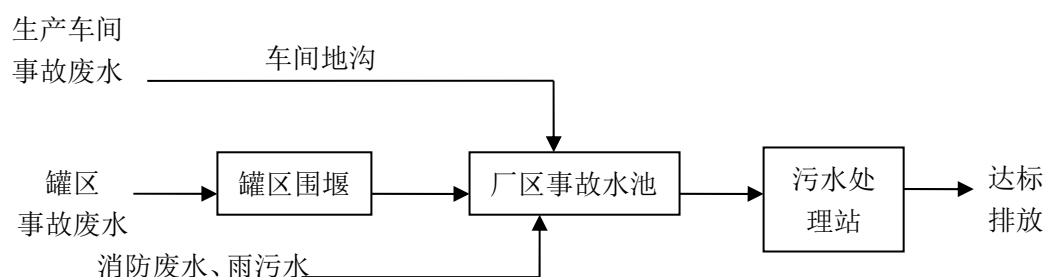 生产车间
事故废水
车间地沟
罐区
事故废水
罐区围堰
厂区事故水池
污水处
理站
达标
排放
消防废水、雨污水